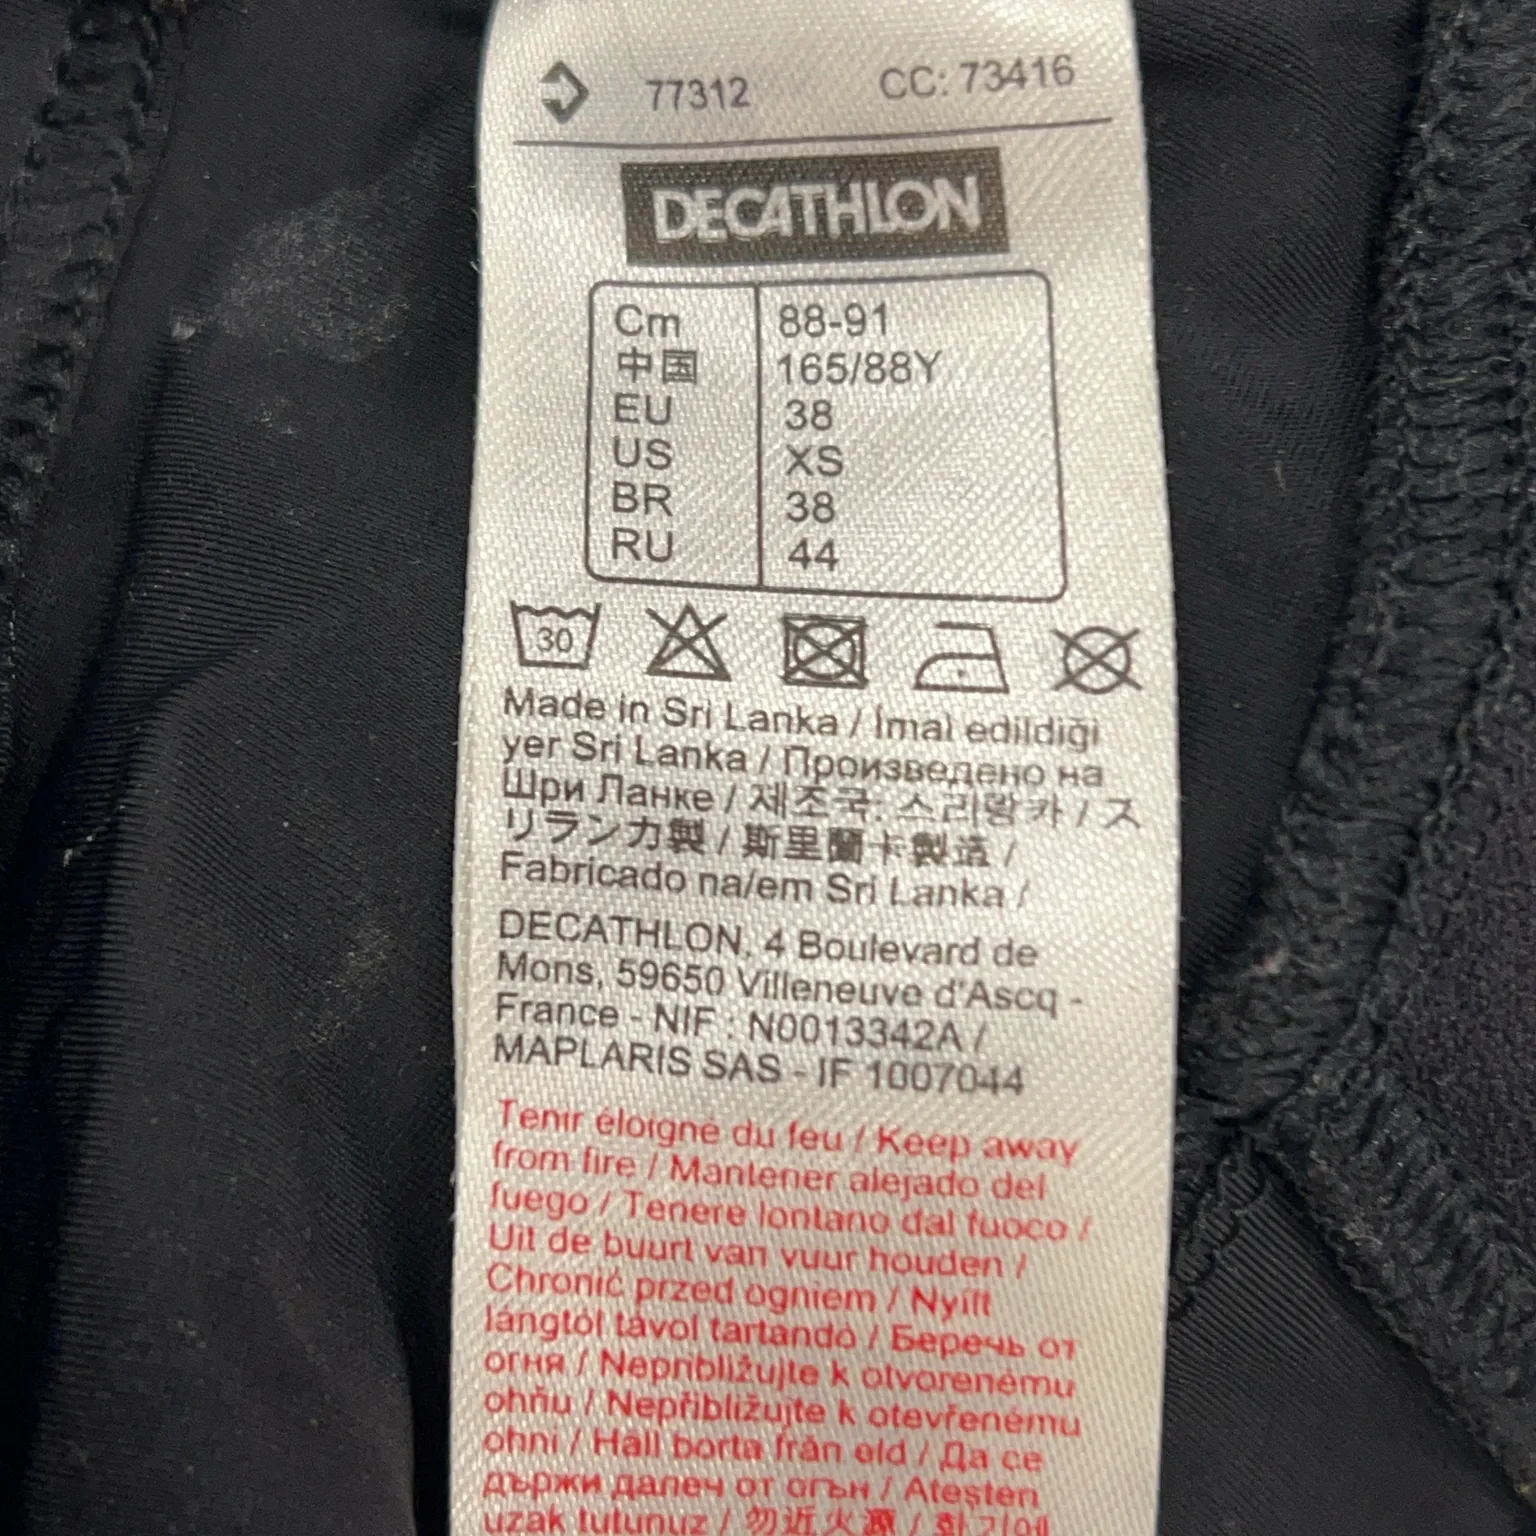 77312 CC: 73416
DECATHLON
Cm 88-91
中国 165/88Y
EU 38
US XS
BR 38
RU 44
30
Made in Sri Lanka / İmal edildiği
yer Sri Lanka / Произведено на
Шри Ланке / 제조국: 스리랑카 / ス
リランカ製 / 斯里蘭卡製造 /
Fabricado na/em Sri Lanka /
DECATHLON, 4 Boulevard de
Mons, 59650 Villeneuve d'Ascq -
France - NIF : N0013342A /
MAPLARIS SAS - IF 1007044
Tenir éloigné du feu / Keep away
from fire / Mantener alejado del
fuego / Tenere lontano dal fuoco /
Uit de buurt van vuur houden /
Chronić przed ogniem / Nyílt
lángtól távol tartandó / Беречь от
огня / Nepribližujte k otvorenému
ohňu / Nepřibližujte k otevřenému
ohni / Håll borta från eld / Да се
държи далеч от огън / Ateşten
uzak tutunuz / 勿近火源 / 화기에